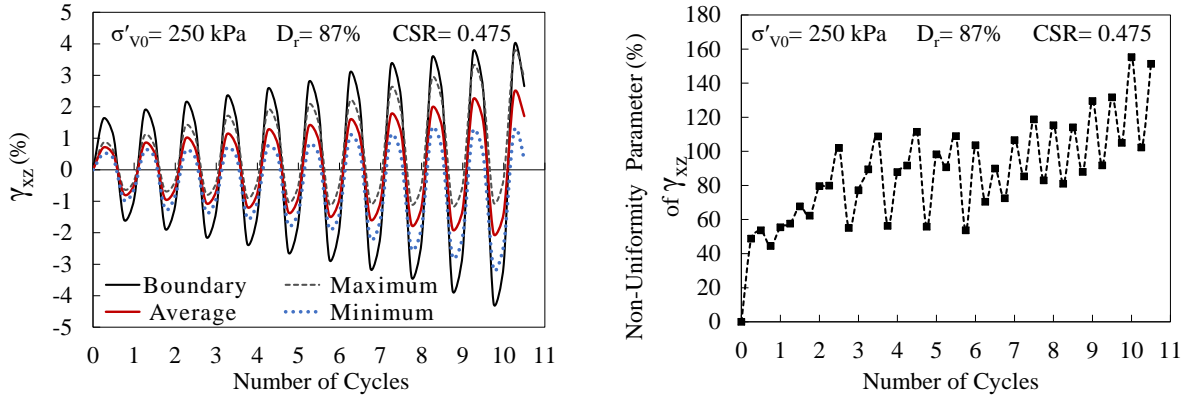 σ′V0= 250 kPa Dr= 87% CSR= 0.475
5
4
3
2
1
0
-1
-2
-3
-4
-5
γxz (%)
Boundary
Maximum
Average
Minimum
0 1 2 3 4 5 6 7 8 9 10 11
Number of Cycles
σ′V0= 250 kPa Dr= 87% CSR= 0.475
180
160
140
120
100
80
60
40
20
0
Non-Uniformity Parameter (%)
of γxz
0 1 2 3 4 5 6 7 8 9 10 11
Number of Cycles